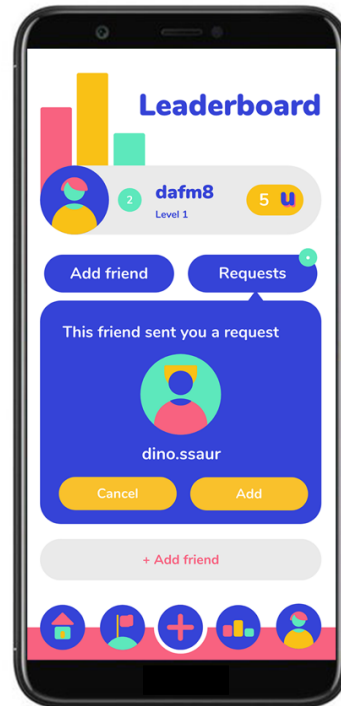 Leaderboard
2
dafm8
Level 1
5 u
Add friend
Requests
This friend sent you a request
dino.ssaur
Cancel
Add
+ Add friend